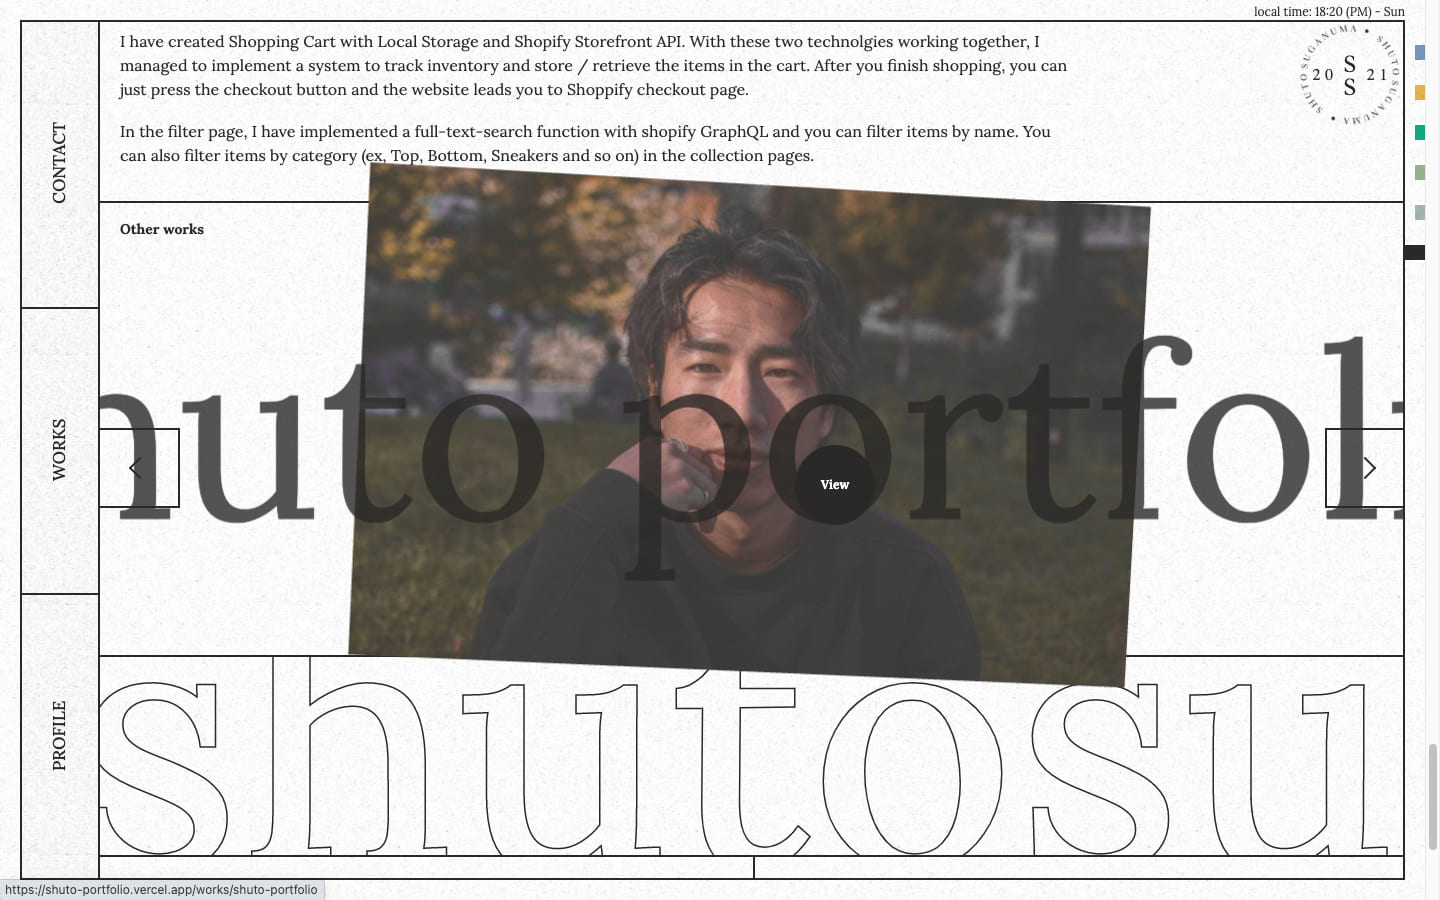 local time: 18:20 (PM) - Sun
I have created Shopping Cart with Local Storage and Shopify Storefront API. With these two technolgies working together, I
managed to implement a system to track inventory and store / retrieve the items in the cart. After you finish shopping, you can
just press the checkout button and the website leads you to Shoppify checkout page.
In the filter page, I have implemented a full-text-search function with shopify GraphQL and you can filter items by name. You
can also filter items by category (ex, Top, Bottom, Sneakers and so on) in the collection pages.
SHUTO SUGANUMA • SHUTO SUGANUMA •
20 S S 21
CONTACT
Other works
WORKS
huto portfoli
View
PROFILE
shutosu
https://shuto-portfolio.vercel.app/works/shuto-portfolio